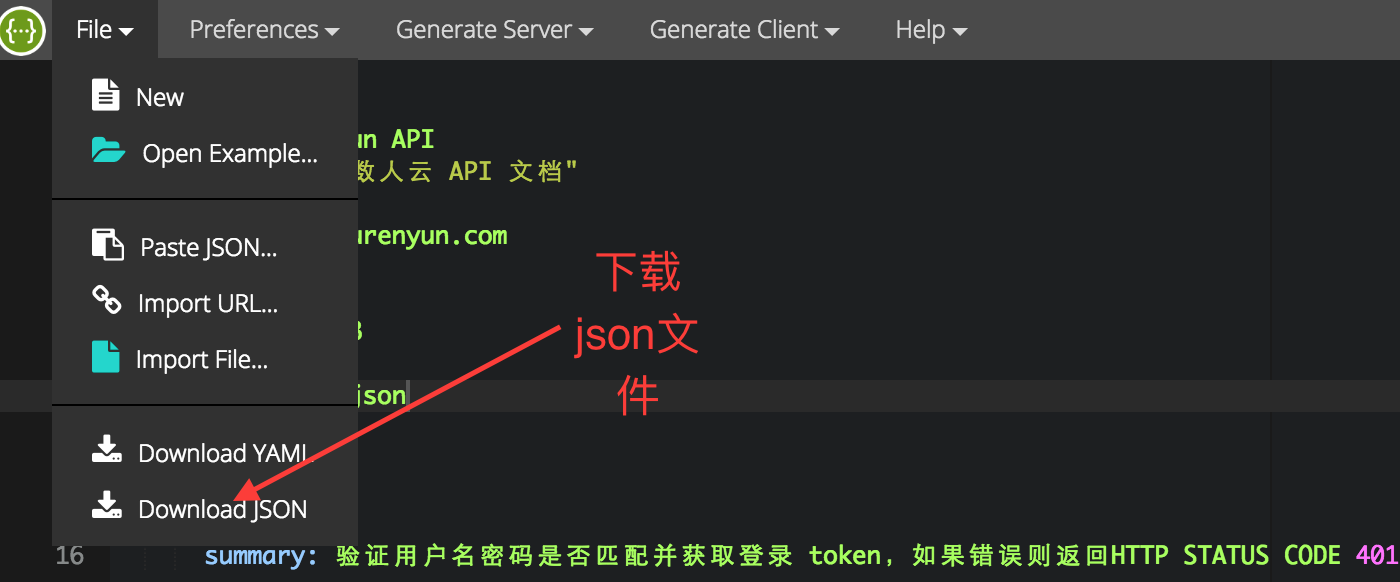 {···}
File Preferences Generate Server Generate Client Help
New
Open Example...
un API
数人云 API 文档"
Paste JSON...
urenyun.com
下载
json文
件
Import URL...
Import File...
json
Download YAML
Download JSON
16 summary: 验证用户名密码是否匹配并获取登录 token, 如果错误则返回HTTP STATUS CODE 401